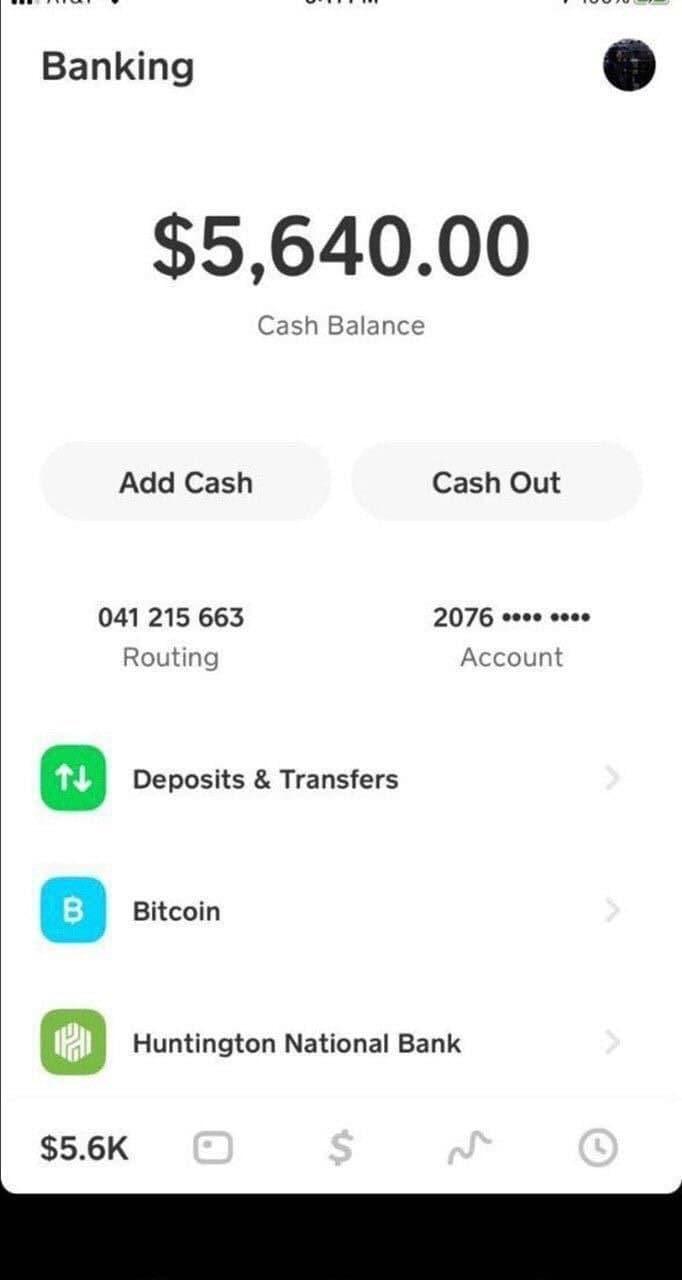 Banking
$5,640.00
Cash Balance
Add Cash
Cash Out
041 215 663
2076 •••• ••••
Routing
Account
Deposits & Transfers
Bitcoin
Huntington National Bank
$5.6K